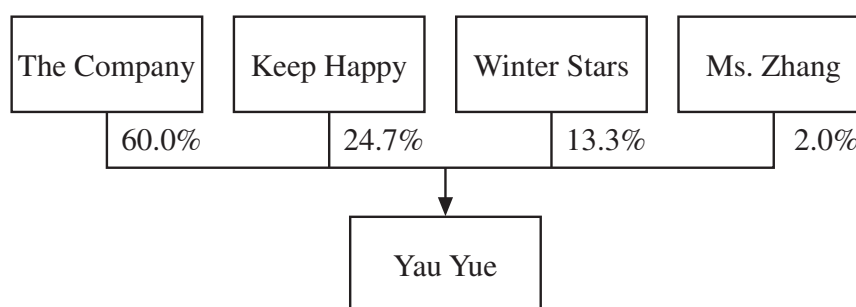 The Company Keep Happy Winter Stars Ms. Zhang
60.0% 24.7% 13.3% 2.0%
Yau Yue